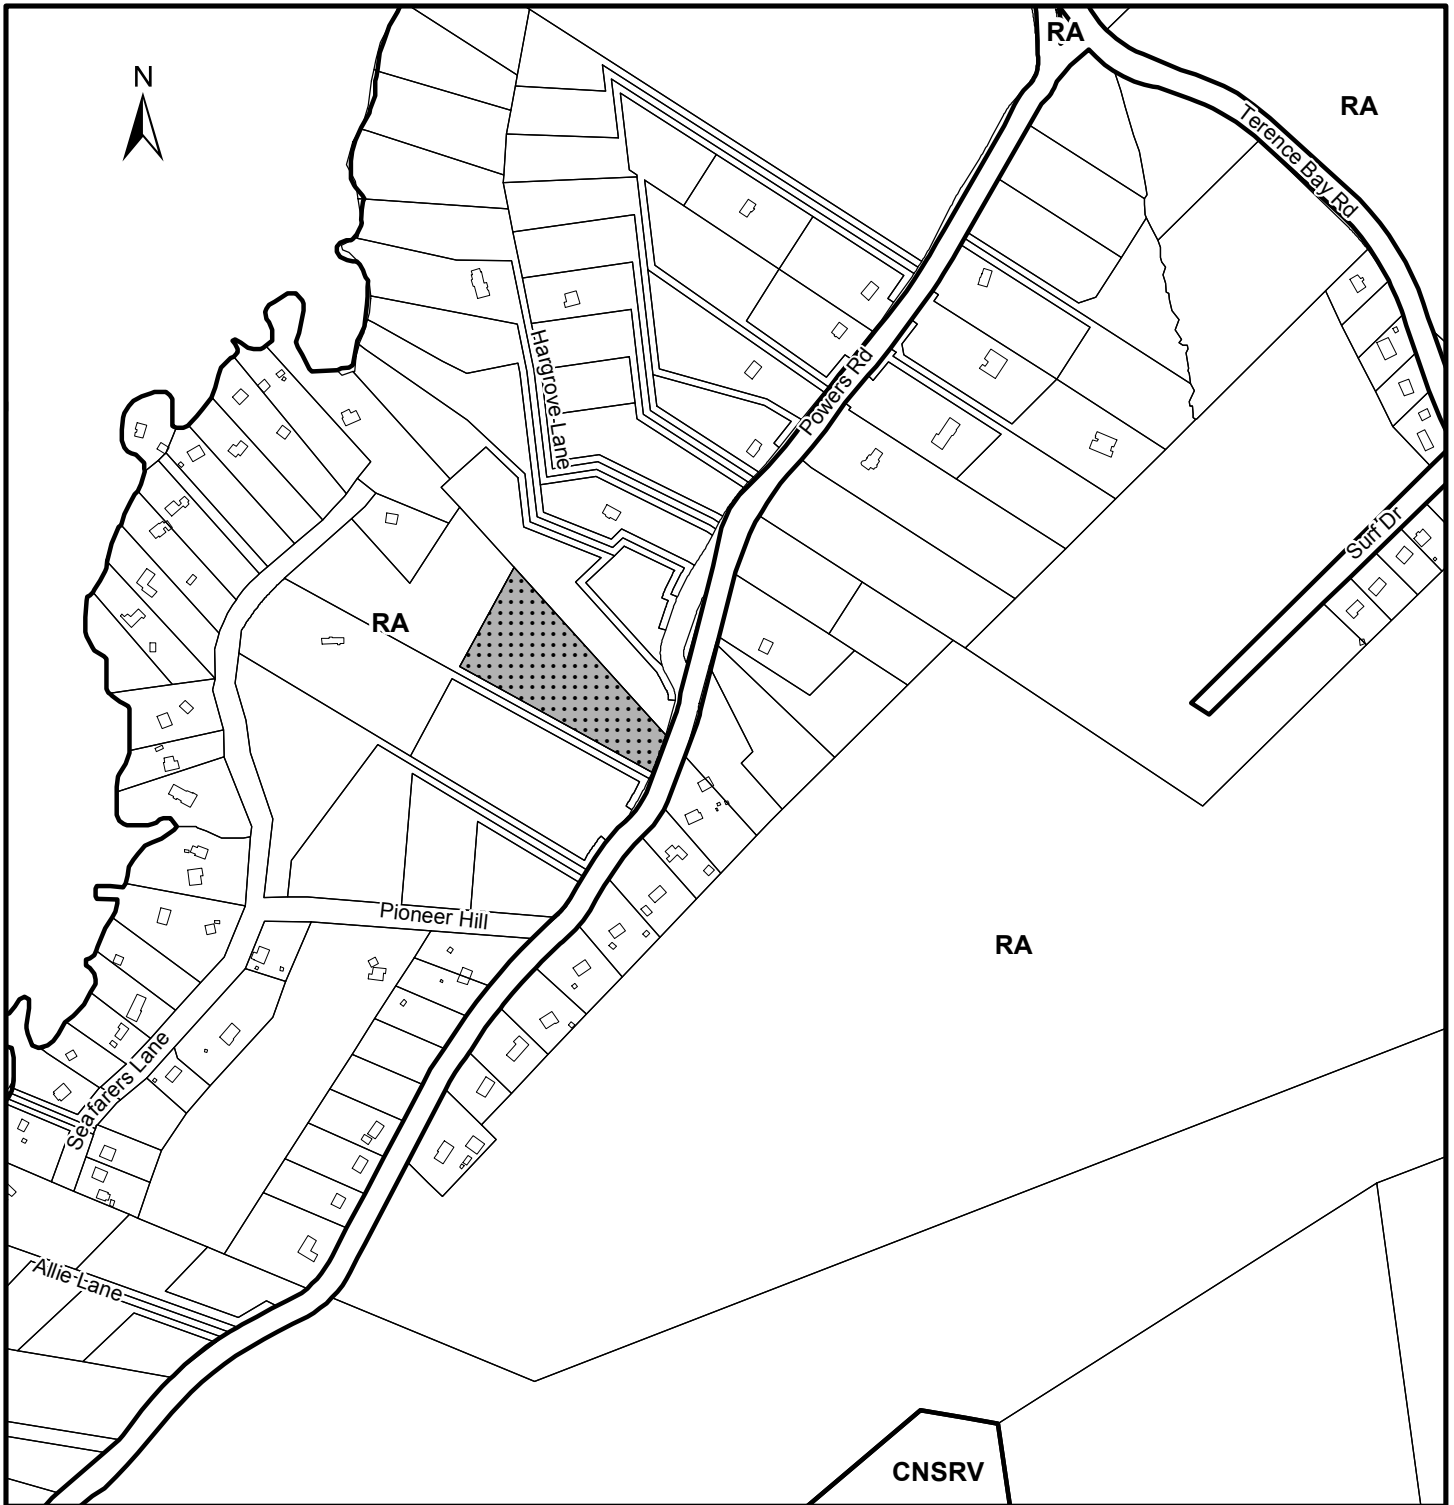 RA
N
RA
Terence Bay Rd
Hargrove Lane
Powers Rd
Surf Dr
RA
Pioneer Hill
RA
Seafarers Lane
Allie Lane
CNSRV